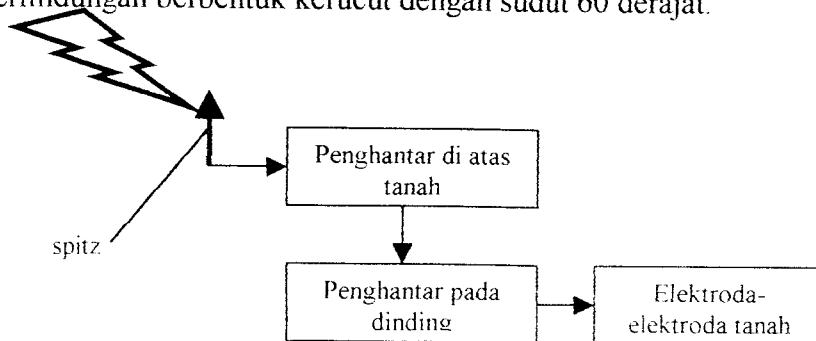 perlindungan berbentuk kerucut dengan sudut 60 derajat.
Penghantar di atas
tanah
spitz
Penghantar pada
dinding
Elektroda-
elektroda tanah